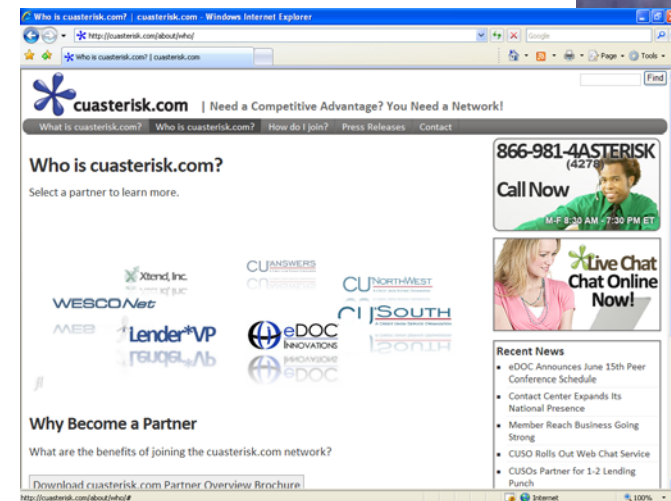 Who is cuasterisk.com? | cuasterisk.com - Windows Internet Explorer
http://cuasterisk.com/about/who/
Google
Who is cuasterisk.com? | cuasterisk.com
Page
Tools
Find
cuasterisk.com | Need a Competitive Advantage? You Need a Network!
What is cuasterisk.com? Who is cuasterisk.com? How do I join? Press Releases Contact
Who is cuasterisk.com?
Select a partner to learn more.
CU*ANSWERS
Xtend, Inc.
CU*NORTHWEST
WESCO Net
CU*SOUTH
Lender*VP
eDOC
INNOVATIONS
Why Become a Partner
What are the benefits of joining the cuasterisk.com network?
Download cuasterisk.com Partner Overview Brochure
866-981-4ASTERISK
(4278)
Call Now
M-F 8:30 AM - 7:30 PM ET
Live Chat
Chat Online
Now!
Recent News
eDOC Announces June 15th Peer
Conference Schedule
Contact Center Expands Its
National Presence
Member Reach Business Going
Strong
CUSO Rolls Out Web Chat Service
CUSOs Partner for 1-2 Lending
Punch
http://cuasterisk.com/about/who/#
Internet
100%